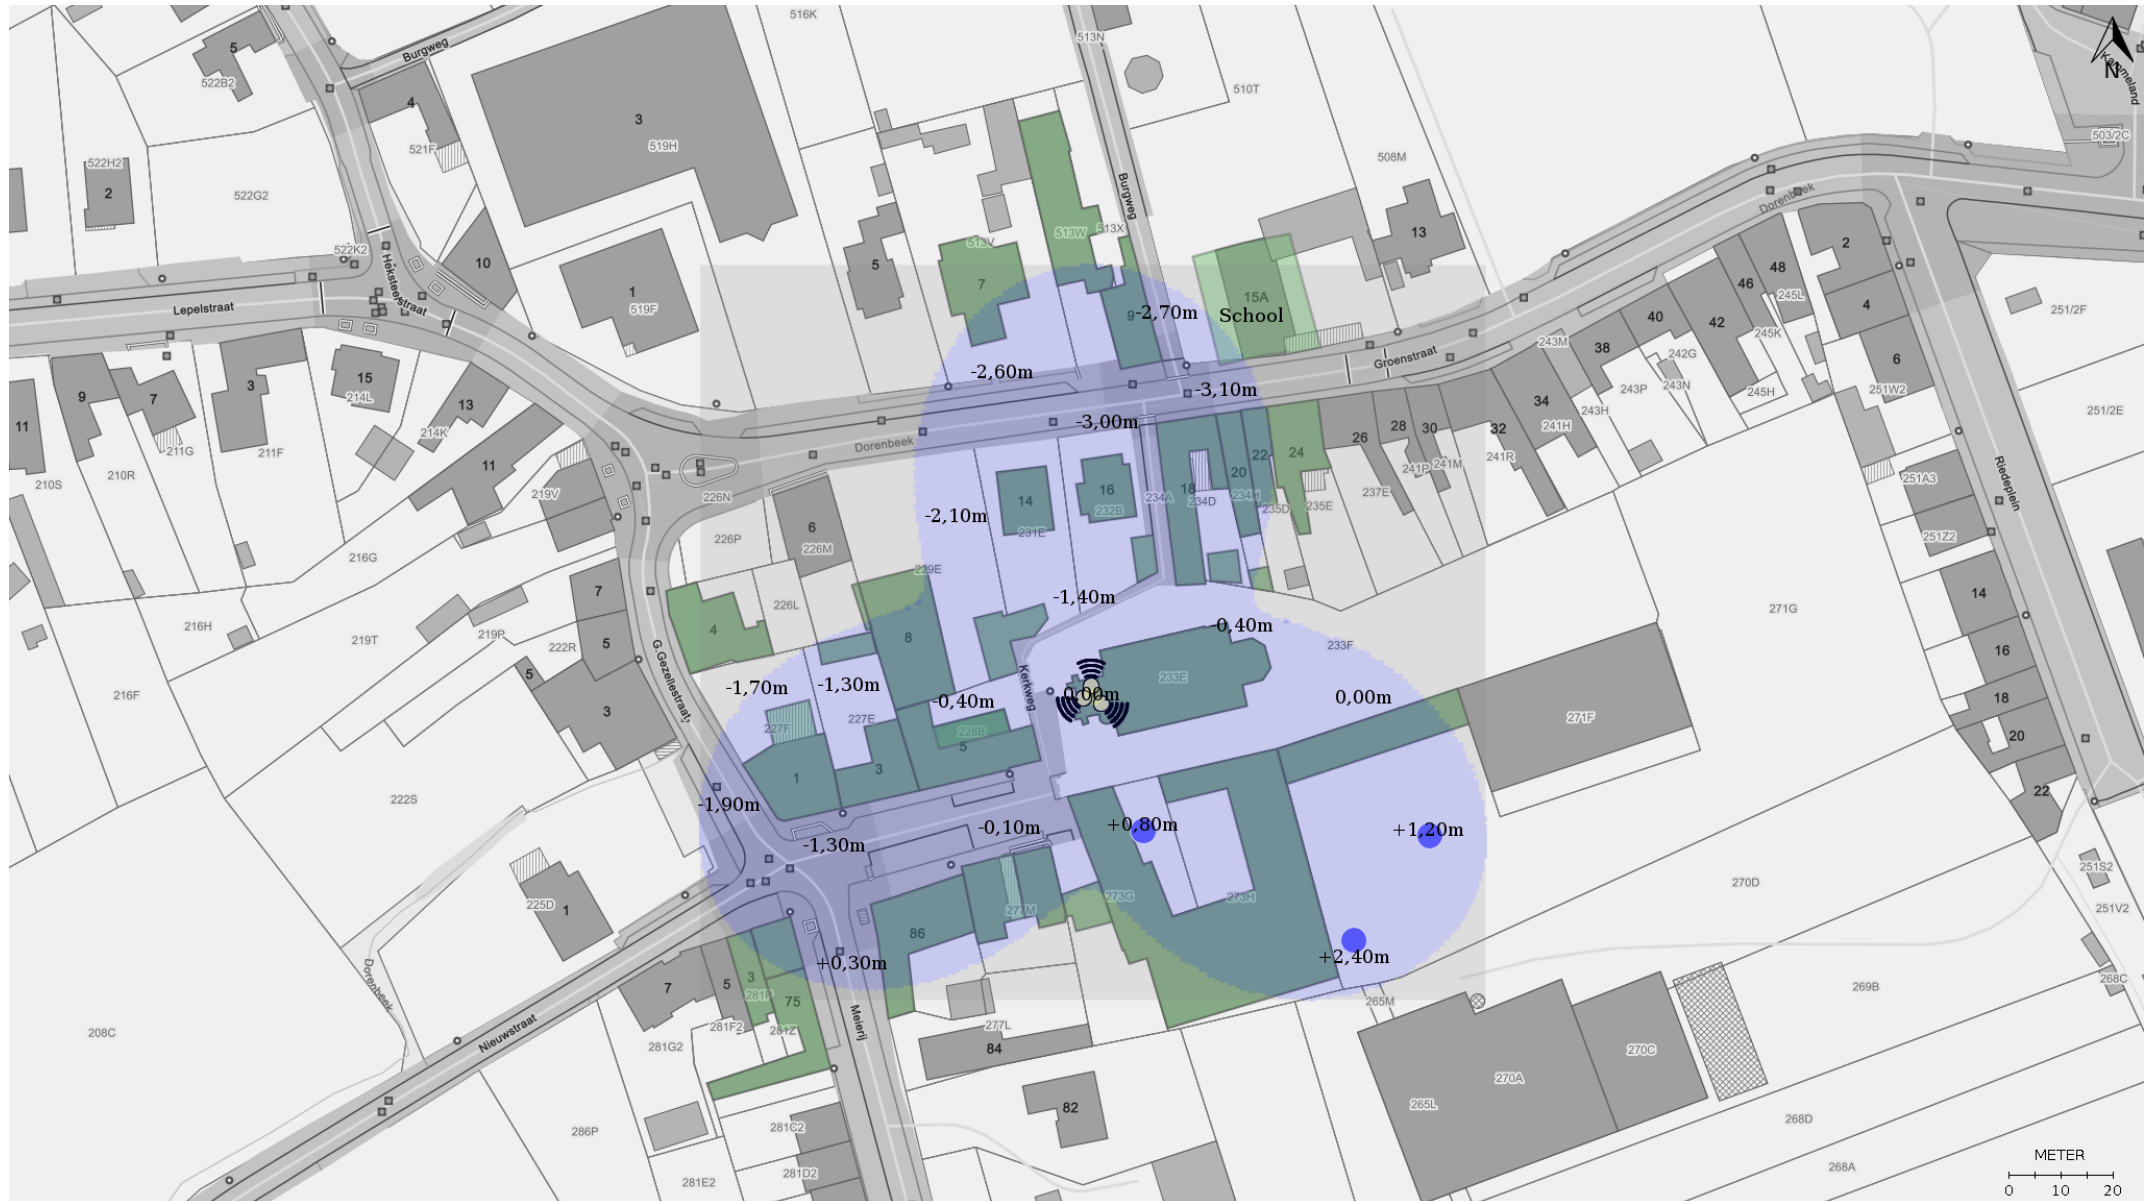 516K
513N
5
Burgweg
522B2
4
521F
3
519H
510T
Kammeland
N
503/2C
522H2
2
522G2
508M
Burgweg
Dorenbeek
13
2
48
245L
46
522K2
10
Heksteelstraat
513V
513W
513X
5
7
1
519F
9
-2,70m
15A
School
Lepelstraat
40
42
4
245K
251/2F
243M
38
242G
6
251W2
Groenstraat
-2,60m
-3,10m
15
214L
3
7
9
11
13
214K
243P
243N
245H
34
243H
241H
251/2E
-3,00m
Dorenbeek
28
30
26
32
24
22
20
18
16
14
211G
211F
210R
210S
11
219V
226N
241P
241M
241R
237E
235E
235D
234H
234D
234A
232B
231E
251A3
Riedeplein
-2,10m
6
226M
226P
251Z2
216G
229E
7
14
226L
-1,40m
271G
216H
219T
219P
222R
5
4
8
-0,40m
233F
16
5
216F
G.Gezellestraat
-1,70m
-1,30m
-0,40m
Kerkweg
0,00m
233E
0,00m
18
3
227F
227E
228B
5
271F
20
1
3
22
222S
-1,90m
-1,30m
-0,10m
+0,80m
+1,20m
251S2
270D
225D
1
277M
273G
273H
251V2
86
Dorenbeek
+0,30m
+2,40m
7
5
3
281P
75
265M
268C
269B
208C
Nieuwstraat
281F2
281Z
Meierij
277L
281G2
84
270C
270A
265L
82
286P
281C2
268D
281D2
281E2
268A
METER
0 10 20